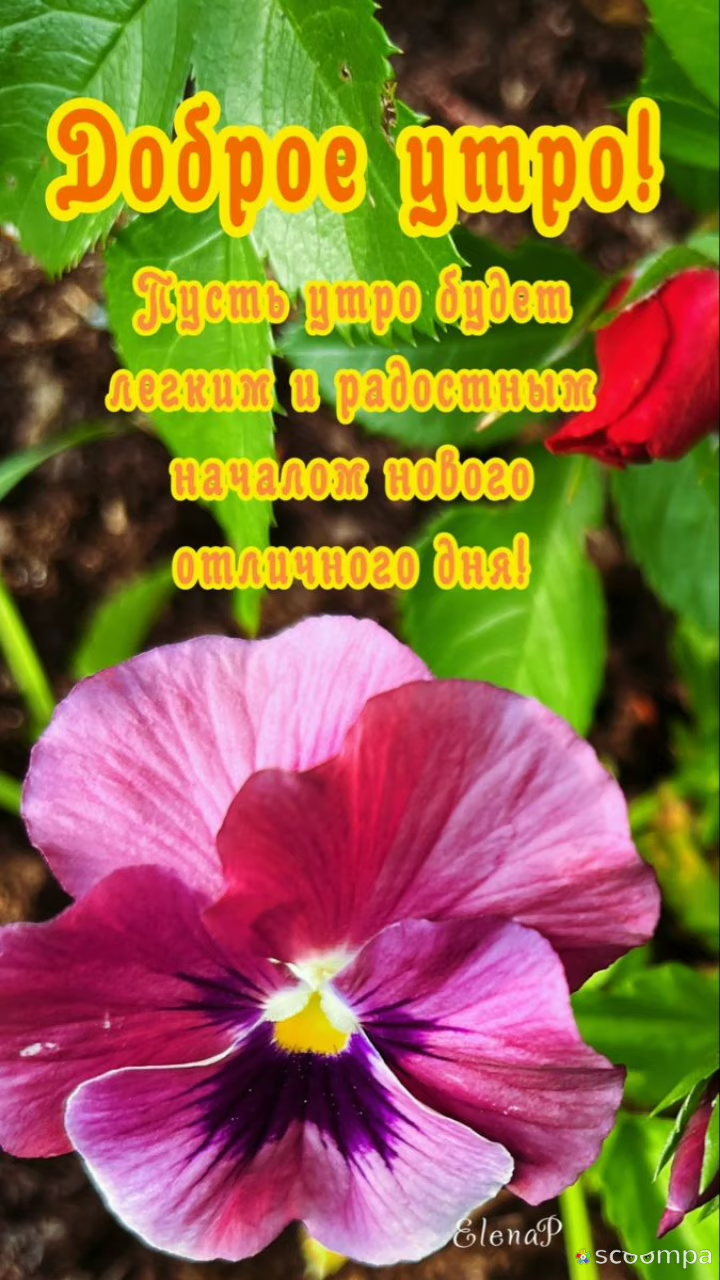 Доброе утро!
Пусть утро будет
легким и радостным
началом нового
отличного дня!
ElenaP
scoompa